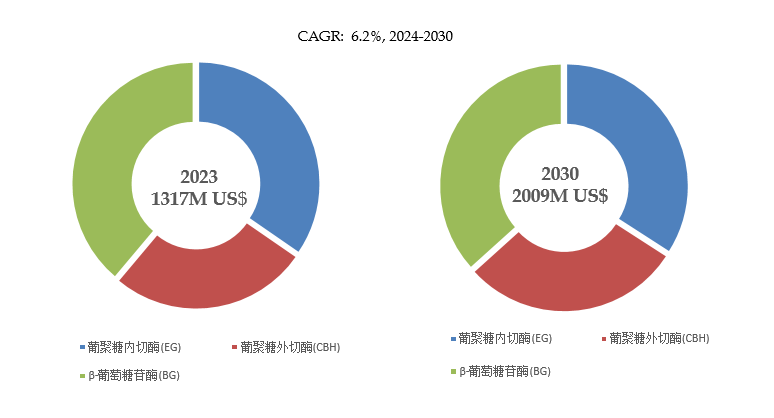 CAGR:  6.2%, 2024-2030
2023
1317M US$
2030
2009M US$
葡聚糖内切酶(EG)
葡聚糖外切酶(CBH)
β-葡萄糖苷酶(BG)
葡聚糖内切酶(EG)
葡聚糖外切酶(CBH)
β-葡萄糖苷酶(BG)